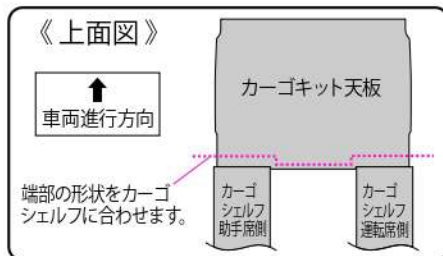 《 上面図 》
車両進行方向
カーゴキット天板
端部の形状をカーゴ
シェルフに合わせます。
カーゴ
シェルフ
助手席側
カーゴ
シェルフ
運転席側